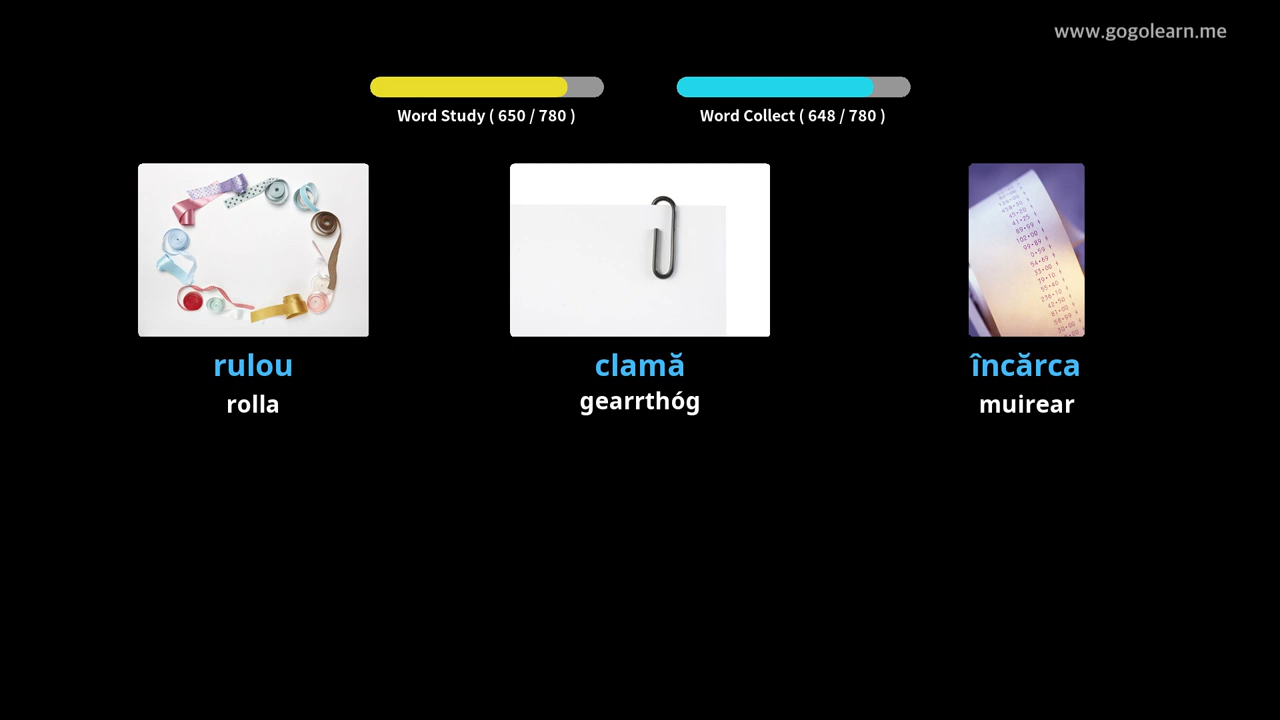 www.gogolearn.me
Word Study ( 650 / 780 )
Word Collect ( 648 / 780 )
rulou
rolla
clamă
gearrthóg
încărca
muirear